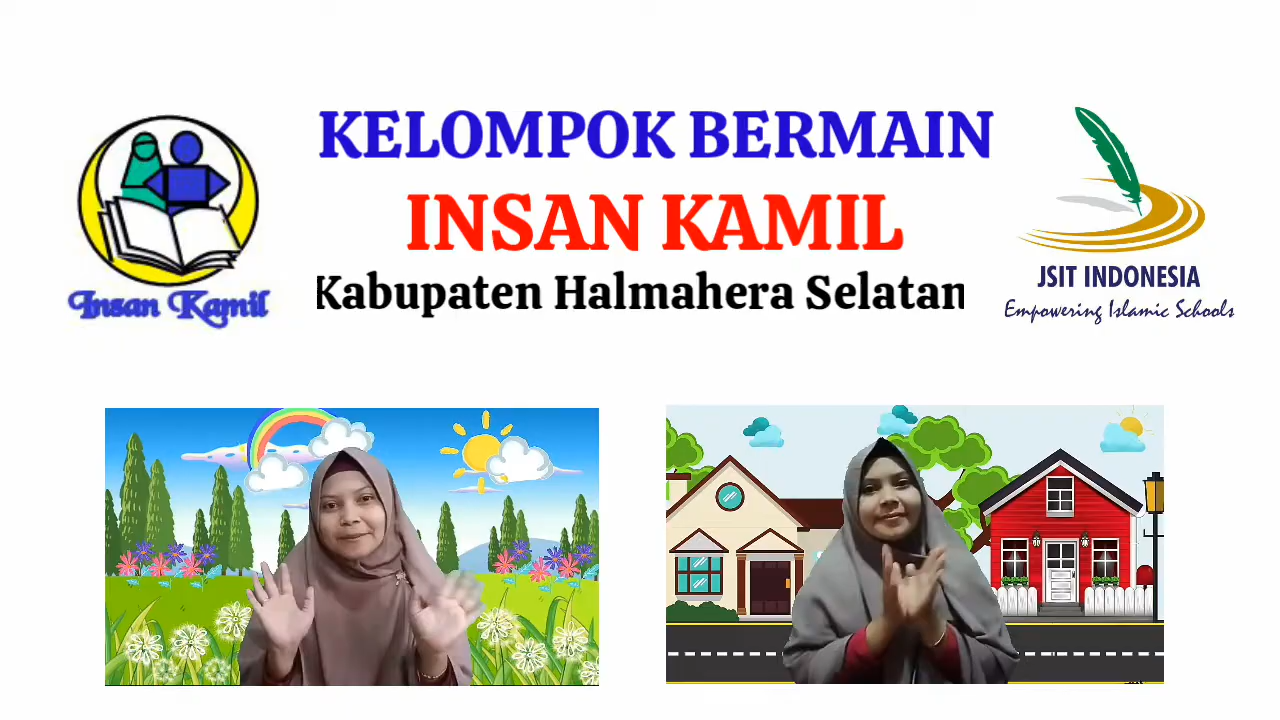 KELOMPOK BERMAIN
INSAN KAMIL
Kabupaten Halmahera Selatan
Insan Kamil
JSIT INDONESIA
Empowering Islamic Schools